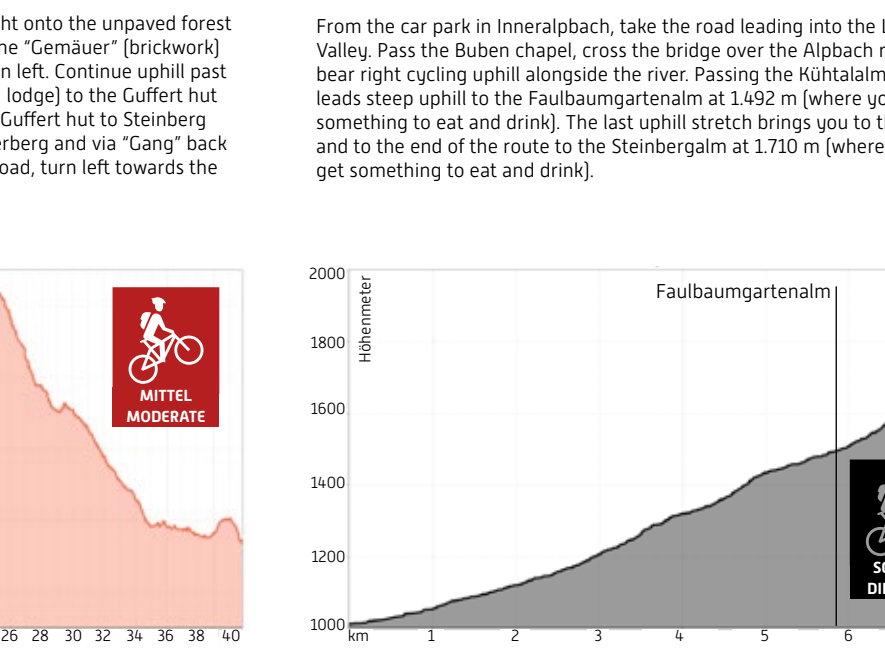 ht onto the unpaved forest
he “Gemäuer” (brickwork)
n left. Continue uphill past
lodge) to the Guffert hut
Guffert hut to Steinberg
erberg and via “Gang” back
oad, turn left towards the
From the car park in Inneralpbach, take the road leading into the L
Valley. Pass the Buben chapel, cross the bridge over the Alpbach r
bear right cycling uphill alongside the river. Passing the Kühtalalm
leads steep uphill to the Faulbaumgartenalm at 1.492 m (where yo
something to eat and drink). The last uphill stretch brings you to th
and to the end of the route to the Steinbergalm at 1.710 m (where
get something to eat and drink).
MITTEL
MODERATE
26 28 30 32 34 36 38 40
Höhenmeter
Faulbaumgartenalm
2000
1800
1600
1400
1200
1000
km 1 2 3 4 5 6
SC
DI